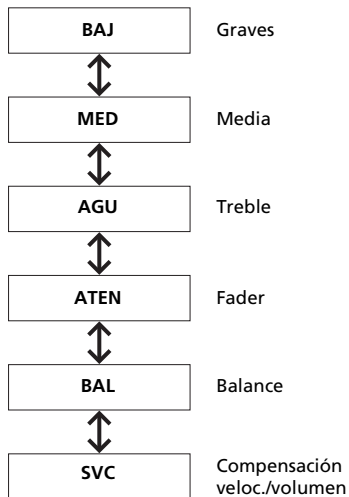 BAJ Graves
MED Media
AGU Treble
ATEN Fader
BAL Balance
SVC Compensación
veloc./volumen